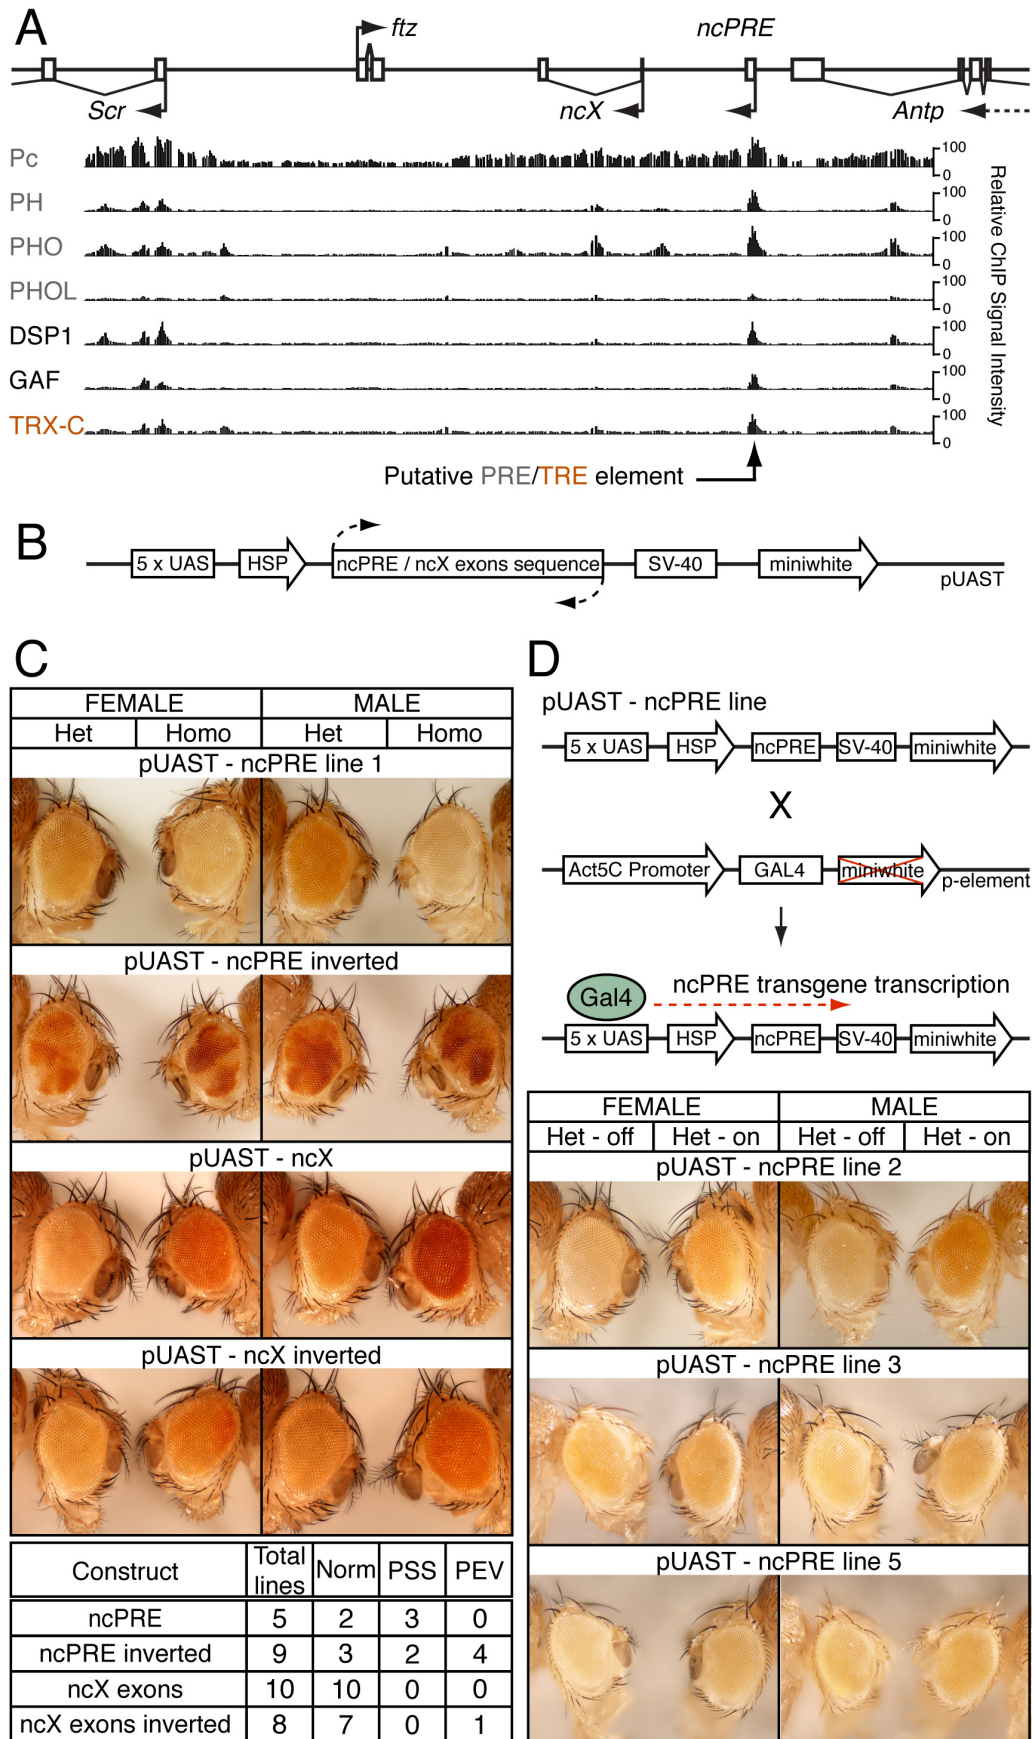 A
ftz
ncPRE
Scr
ncX
Antp
Pc
100
0
PH
100
0
PHO
100
0
PHOL
100
0
DSP1
100
0
GAF
100
0
TRX-C
100
0
Relative ChIP Signal Intensity
Putative PRE/TRE element
B
5 x UAS
HSP
ncPRE / ncX exons sequence
SV-40
miniwhite
pUAST
C
FEMALE
MALE
Het
Homo
Het
Homo
pUAST - ncPRE line 1
pUAST - ncPRE inverted
pUAST - ncX
pUAST - ncX inverted
Construct
Total lines
Norm
PSS
PEV
ncPRE 5 2 3 0
ncPRE inverted 9 3 2 4
ncX exons 10 10 0 0
ncX exons inverted 8 7 0 1
D
pUAST - ncPRE line
5 x UAS
HSP
ncPRE
SV-40
miniwhite
X
Act5C Promoter
GAL4
miniwhite
p-element
Gal4
ncPRE transgene transcription
5 x UAS
HSP
ncPRE
SV-40
miniwhite
FEMALE
MALE
Het - off
Het - on
Het - off
Het - on
pUAST - ncPRE line 2
pUAST - ncPRE line 3
pUAST - ncPRE line 5